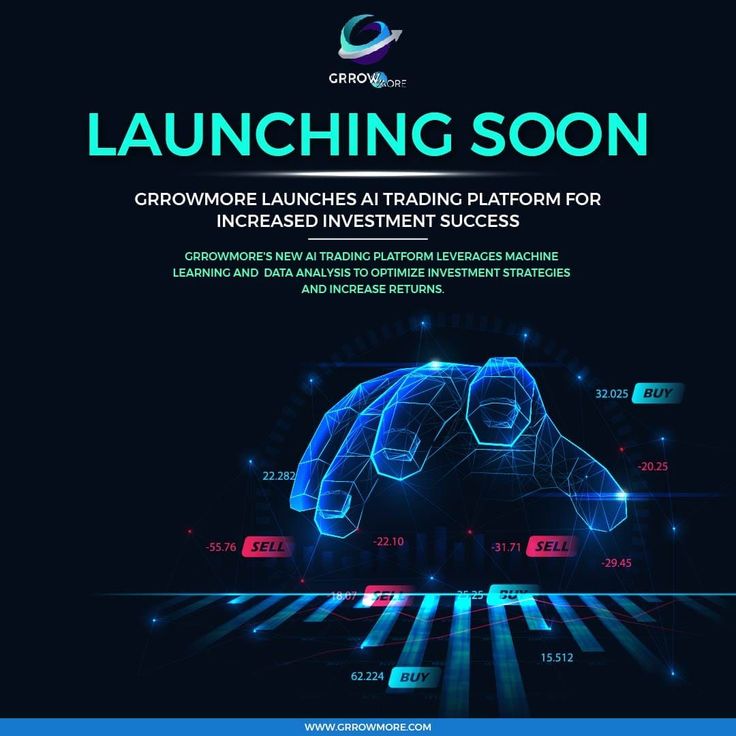 GRROW
MORE
LAUNCHING SOON
GRROWMORE LAUNCHES AI TRADING PLATFORM FOR
INCREASED INVESTMENT SUCCESS
GRROWMORE'S NEW AI TRADING PLATFORM LEVERAGES MACHINE
LEARNING AND DATA ANALYSIS TO OPTIMIZE INVESTMENT STRATEGIES
AND INCREASE RETURNS.
32.025 BUY
-20.25
22.282
-55.76 SELL
-22.10
-31.71 SELL
-29.45
-18.07 SELL
25.25 BUY
15.512
62.224 BUY
WWW.GRROWMORE.COM